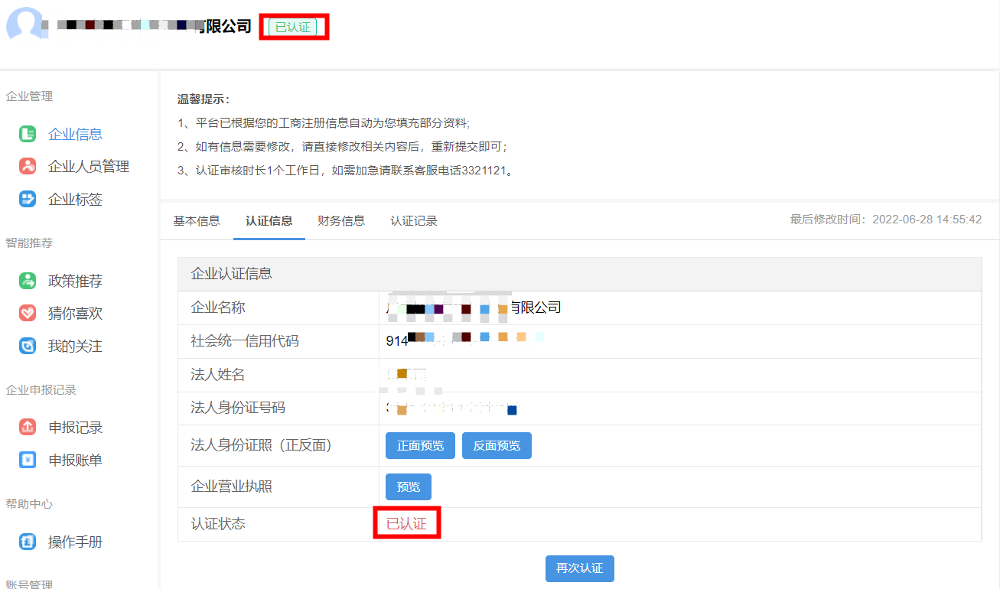 有限公司 已认证
企业管理
企业信息
企业人员管理
企业标签
智能推荐
政策推荐
猜你喜欢
我的关注
企业申报记录
申报记录
申报账单
帮助中心
操作手册
账号管理
温馨提示：
1、平台已根据您的工商注册信息自动为您填充部分资料;
2、如有信息需要修改，请直接修改相关内容后，重新提交即可；
3、认证审核时长1个工作日，如需加急请联系客服电话3321121。
基本信息 认证信息 财务信息 认证记录 最后修改时间：2022-06-28 14:55:42
企业认证信息
企业名称 有限公司
社会统一信用代码 914
法人姓名
法人身份证号码
法人身份证照（正反面） 正面预览 反面预览
企业营业执照 预览
认证状态 已认证
再次认证